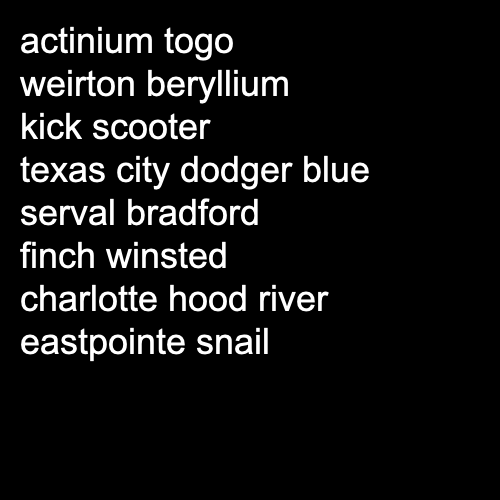 actinium togo
weirton beryllium
kick scooter
texas city dodger blue
serval bradford
finch winsted
charlotte hood river
eastpointe snail